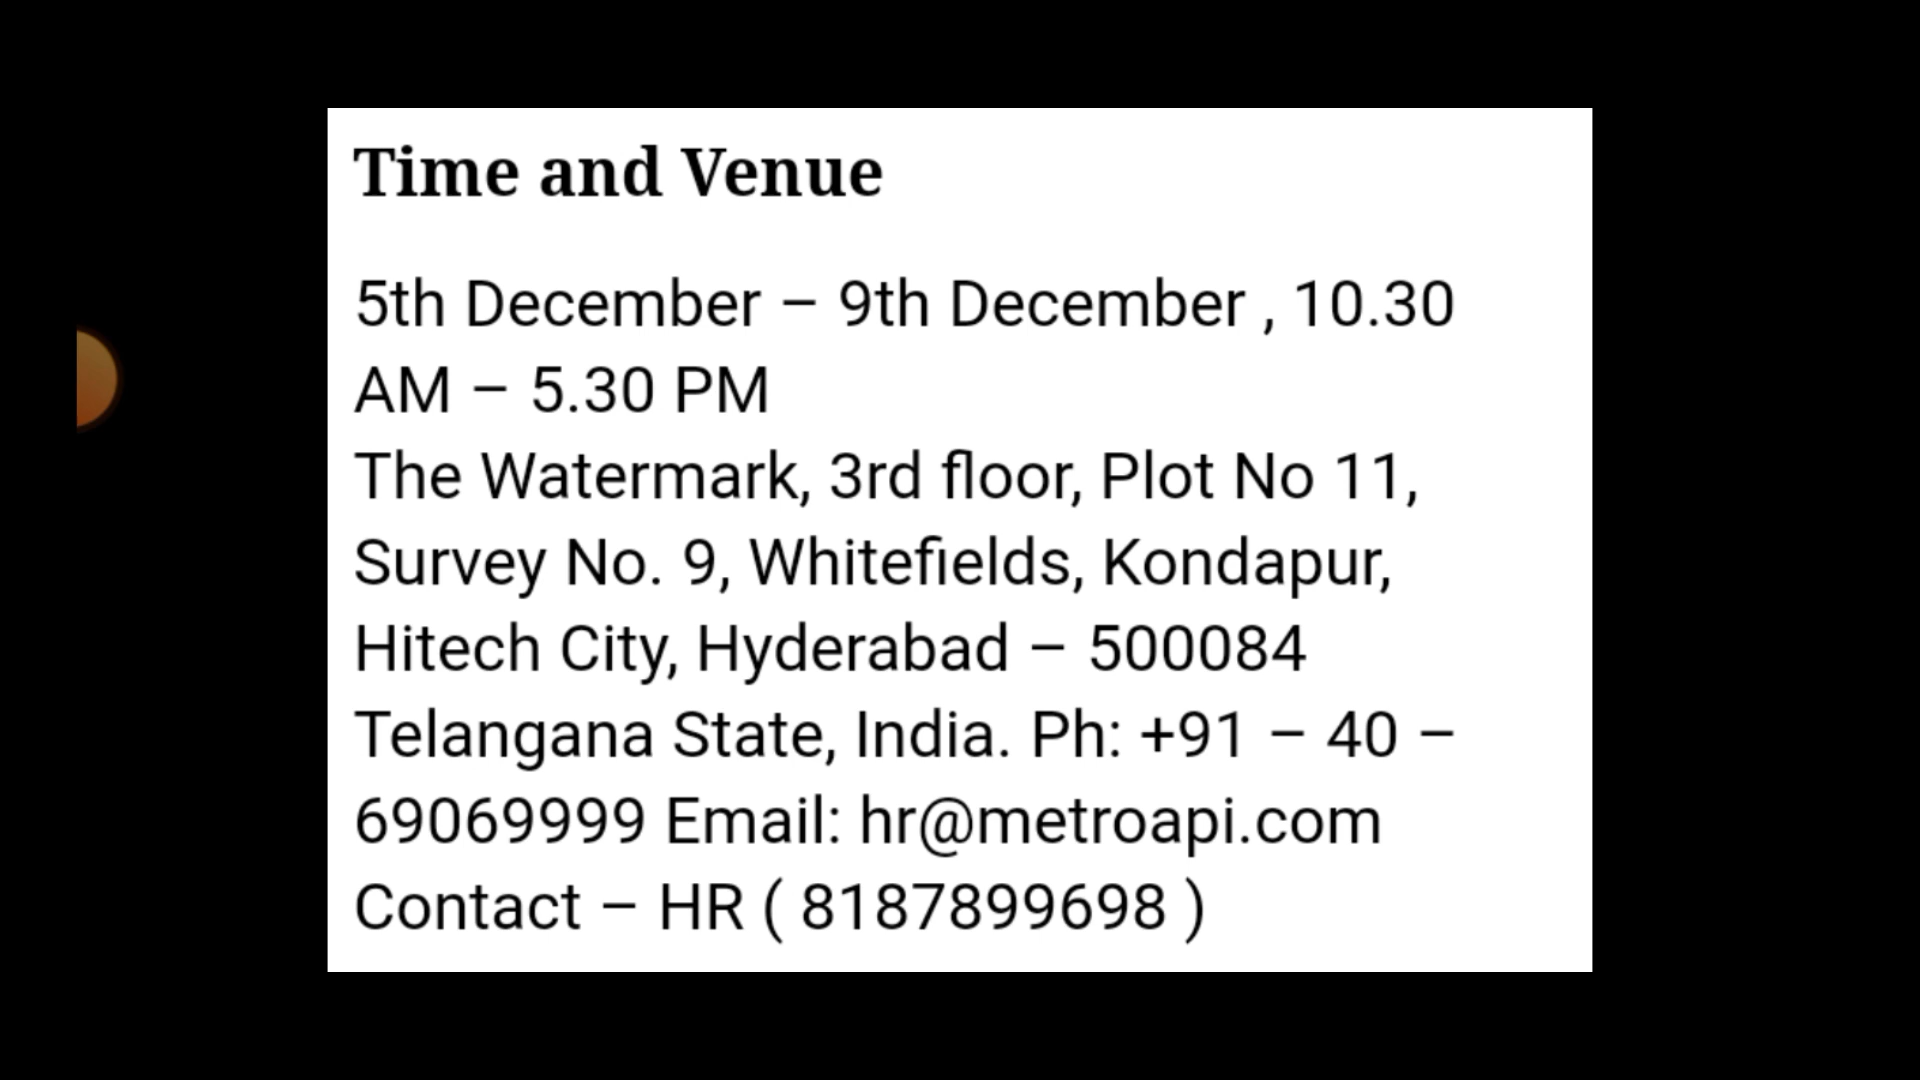 Time and Venue
5th December – 9th December , 10.30
AM – 5.30 PM
The Watermark, 3rd floor, Plot No 11,
Survey No. 9, Whitefields, Kondapur,
Hitech City, Hyderabad – 500084
Telangana State, India. Ph: +91 – 40 –
69069999 Email: hr@metroapi.com
Contact – HR ( 8187899698 )